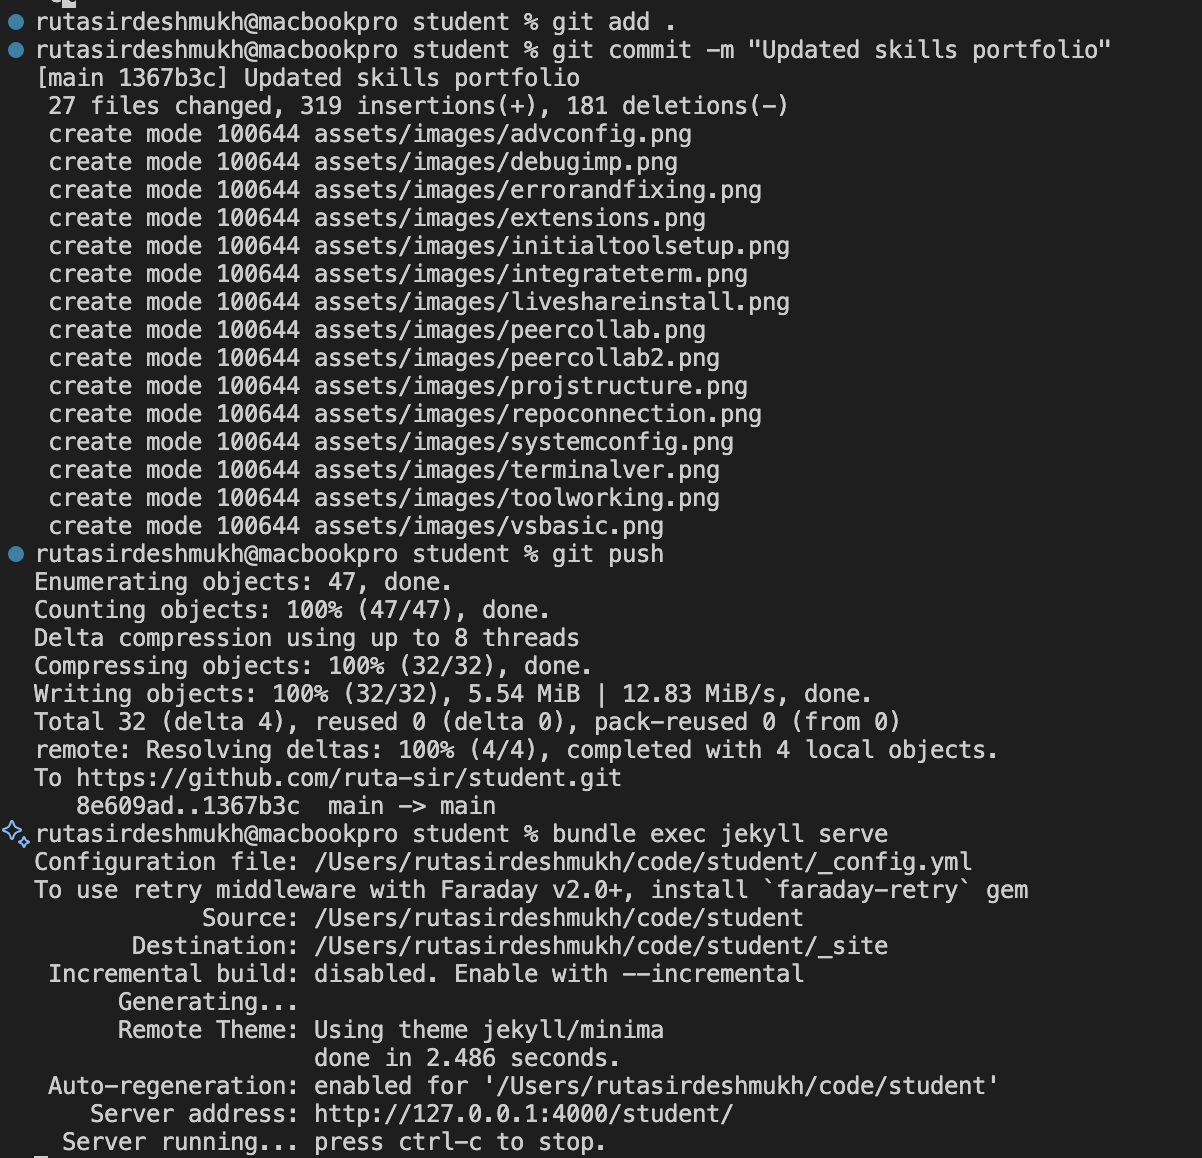 rutasirdeshmukh@macbookpro student % git add .
rutasirdeshmukh@macbookpro student % git commit -m "Updated skills portfolio"
[main 1367b3c] Updated skills portfolio
27 files changed, 319 insertions(+), 181 deletions(-)
create mode 100644 assets/images/advconfig.png
create mode 100644 assets/images/debugimp.png
create mode 100644 assets/images/errorandfixing.png
create mode 100644 assets/images/extensions.png
create mode 100644 assets/images/initialtoolsetup.png
create mode 100644 assets/images/integrateterm.png
create mode 100644 assets/images/liveshareinstall.png
create mode 100644 assets/images/peercollab.png
create mode 100644 assets/images/peercollab2.png
create mode 100644 assets/images/projstructure.png
create mode 100644 assets/images/repoconnection.png
create mode 100644 assets/images/systemconfig.png
create mode 100644 assets/images/terminalver.png
create mode 100644 assets/images/toolworking.png
create mode 100644 assets/images/vsbasic.png
rutasirdeshmukh@macbookpro student % git push
Enumerating objects: 47, done.
Counting objects: 100% (47/47), done.
Delta compression using up to 8 threads
Compressing objects: 100% (32/32), done.
Writing objects: 100% (32/32), 5.54 MiB | 12.83 MiB/s, done.
Total 32 (delta 4), reused 0 (delta 0), pack-reused 0 (from 0)
remote: Resolving deltas: 100% (4/4), completed with 4 local objects.
To https://github.com/ruta-sir/student.git
8e609ad..1367b3c  main -> main
rutasirdeshmukh@macbookpro student % bundle exec jekyll serve
Configuration file: /Users/rutasirdeshmukh/code/student/_config.yml
To use retry middleware with Faraday v2.0+, install `faraday-retry` gem
Source: /Users/rutasirdeshmukh/code/student
Destination: /Users/rutasirdeshmukh/code/student/_site
Incremental build: disabled. Enable with --incremental
Generating...
Remote Theme: Using theme jekyll/minima
done in 2.486 seconds.
Auto-regeneration: enabled for '/Users/rutasirdeshmukh/code/student'
Server address: http://127.0.0.1:4000/student/
Server running... press ctrl-c to stop.